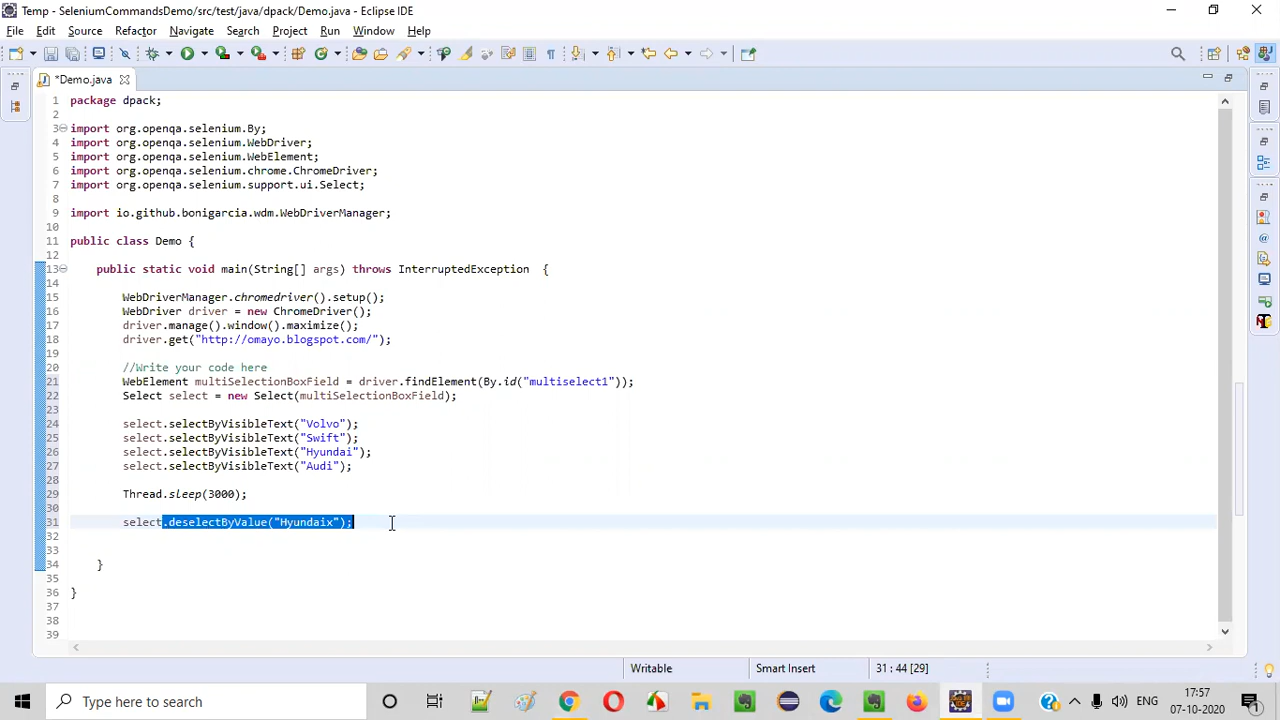 Temp - SeleniumCommandsDemo/src/test/java/dpack/Demo.java - Eclipse IDE
File Edit Source Refactor Navigate Search Project Run Window Help
*Demo.java
1 package dpack;
2
3 import org.openqa.selenium.By;
4 import org.openqa.selenium.WebDriver;
5 import org.openqa.selenium.WebElement;
6 import org.openqa.selenium.chrome.ChromeDriver;
7 import org.openqa.selenium.support.ui.Select;
8
9 import io.github.bonigarcia.wdm.WebDriverManager;
10
11 public class Demo {
12
13 public static void main(String[] args) throws InterruptedException {
14
15 WebDriverManager.chromedriver().setup();
16 WebDriver driver = new ChromeDriver();
17 driver.manage().window().maximize();
18 driver.get("http://omayo.blogspot.com/");
19
20 //Write your code here
21 WebElement multiSelectionBoxField = driver.findElement(By.id("multiselect1"));
22 Select select = new Select(multiSelectionBoxField);
23
24 select.selectByVisibleText("Volvo");
25 select.selectByVisibleText("Swift");
26 select.selectByVisibleText("Hyundai");
27 select.selectByVisibleText("Audi");
28
29 Thread.sleep(3000);
30
31 select.deselectByValue("Hyundaix");
32
33
34 }
35
36 }
37
38
39
Writable Smart Insert 31 : 44 [29]
Type here to search
ENG
17:57
07-10-2020
1